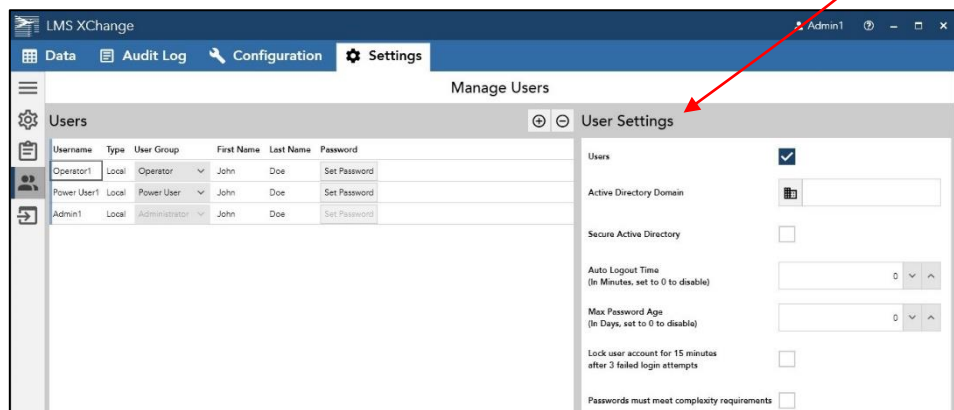 LMS XChange Admin1
Data Audit Log Configuration Settings
Manage Users
Users User Settings
Username Type User Group First Name Last Name Password
Operator1 Local Operator John Doe Set Password
Power User1 Local Power User John Doe Set Password
Admin1 Local Administrator John Doe Set Password
Users
Active Directory Domain
Secure Active Directory
Auto Logout Time
(In Minutes, set to 0 to disable) 0
Max Password Age
(In Days, set to 0 to disable) 0
Lock user account for 15 minutes
after 3 failed login attempts
Passwords must meet complexity requirements